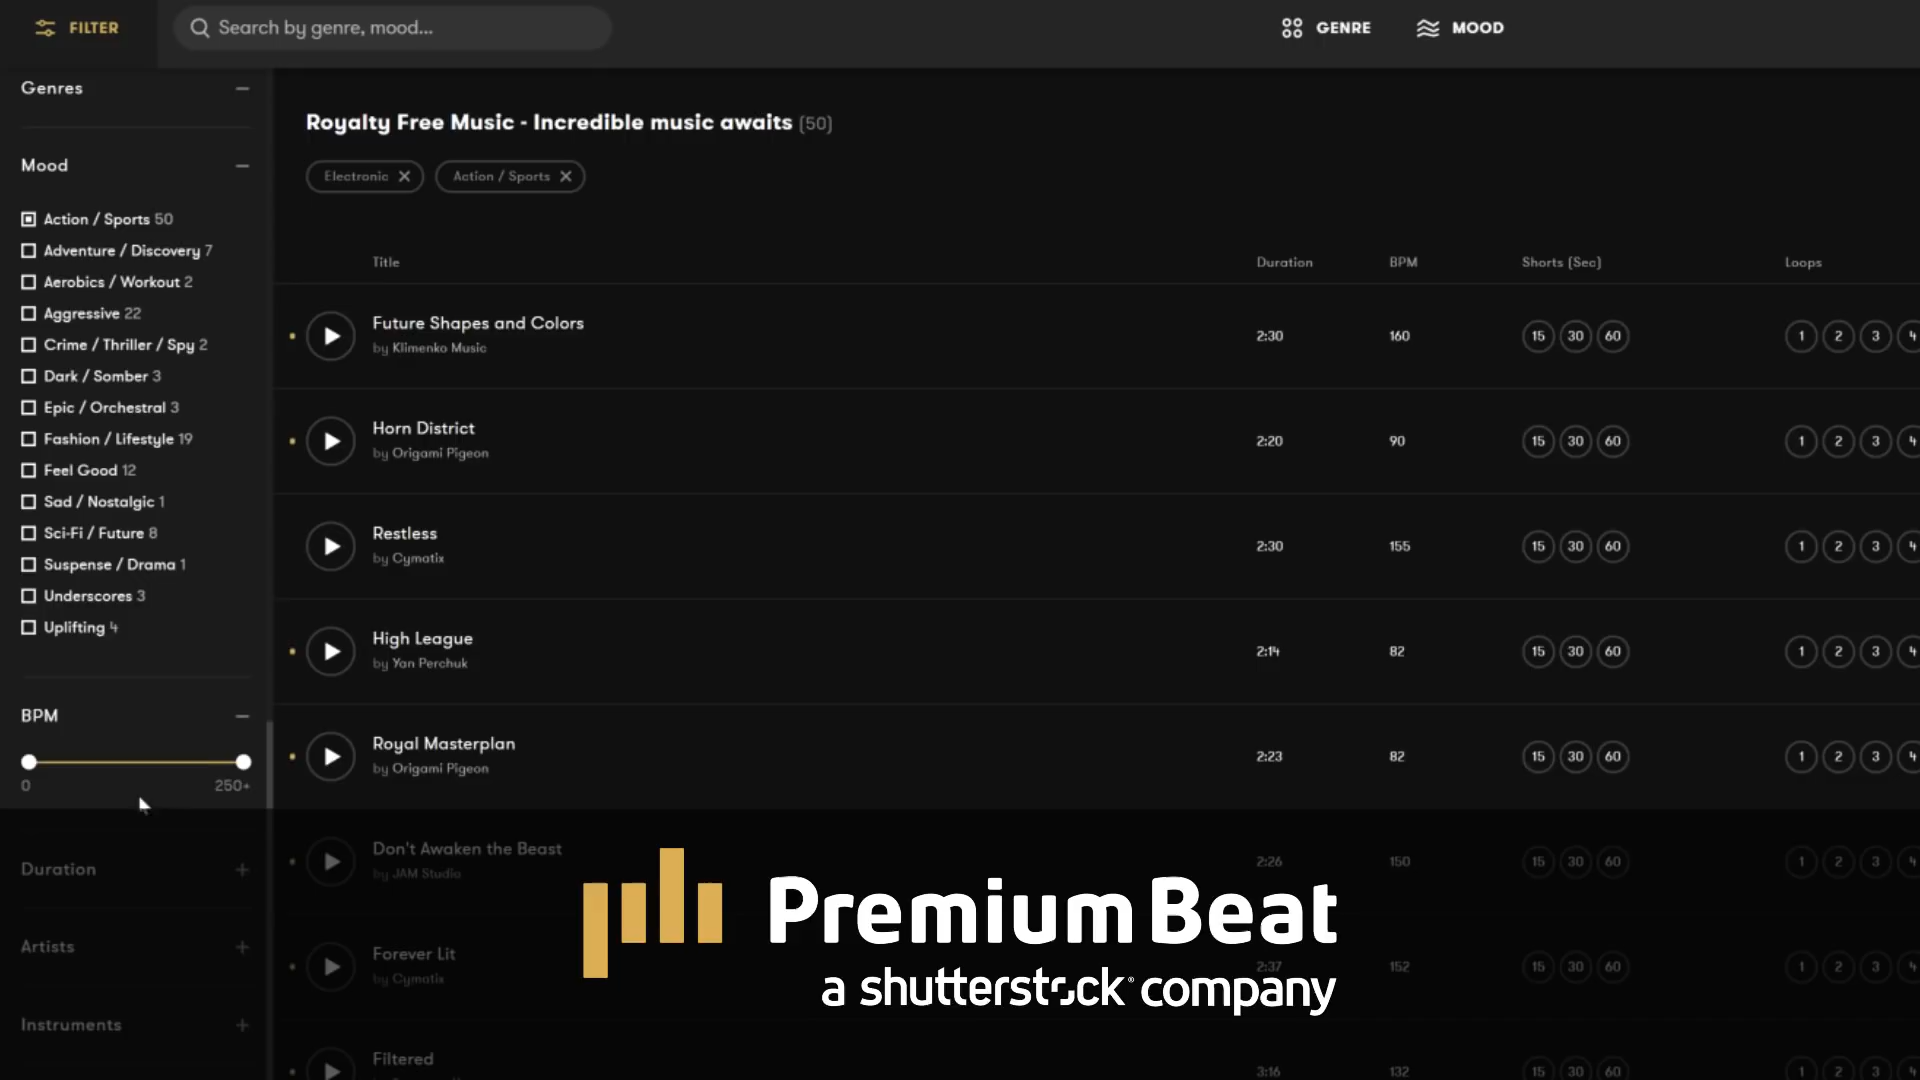 FILTER
Search by genre, mood...
GENRE
MOOD
Genres
Mood
Action / Sports 50
Adventure / Discovery 7
Aerobics / Workout 2
Aggressive 22
Crime / Thriller / Spy 2
Dark / Somber 3
Epic / Orchestral 3
Fashion / Lifestyle 19
Feel Good 12
Sad / Nostalgic 1
Sci-Fi / Future 8
Suspense / Drama 1
Underscores 3
Uplifting 4
BPM
0 250+
Duration
Artists
Instruments
Royalty Free Music - Incredible music awaits (50)
Electronic
Action / Sports
Title Duration BPM Shorts (Sec) Loops
Future Shapes and Colors
by Klimenko Music
2:30 160 15 30 60 1 2 3 4
Horn District
by Origami Pigeon
2:20 90 15 30 60 1 2 3 4
Restless
by Cymatix
2:30 155 15 30 60 1 2 3 4
High League
by Yan Perchuk
2:14 82 15 30 60 1 2 3 4
Royal Masterplan
by Origami Pigeon
2:23 82 15 30 60 1 2 3 4
Don't Awaken the Beast
by JAM Studio
2:26 150 15 30 60 1 2 3 4
Forever Lit
by Cymatix
2:37 152 15 30 60 1 2 3 4
Filtered
3:16 132 15 30 60 1 2 3 4
PremiumBeat
a shutterstock company